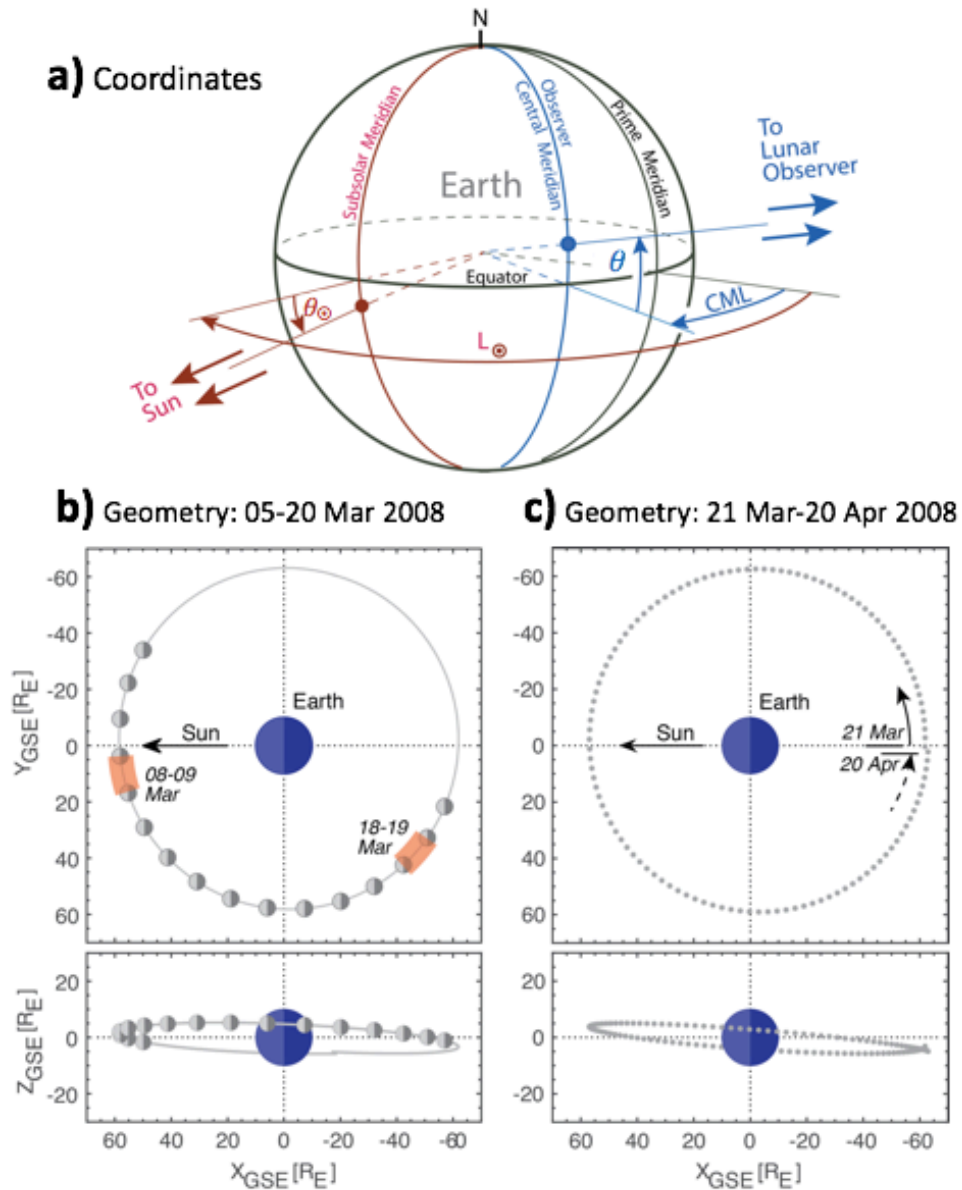 N
a) Coordinates
Subsolar Meridian
Observer
Central Meridian
Prime Meridian
To
Lunar
Observer
Earth
θ
Equator
CML
θ⊙
L⊙
To
Sun
b) Geometry: 05-20 Mar 2008
c) Geometry: 21 Mar-20 Apr 2008
-60
-40
-20
0
20
40
60
YGSE [RE]
Earth
Sun
08-09
Mar
18-19
Mar
-60
-40
-20
0
20
40
60
Earth
Sun
21 Mar
20 Apr
20
0
-20
ZGSE [RE]
60 40 20 0 -20 -40 -60
XGSE [RE]
20
0
-20
60 40 20 0 -20 -40 -60
XGSE [RE]